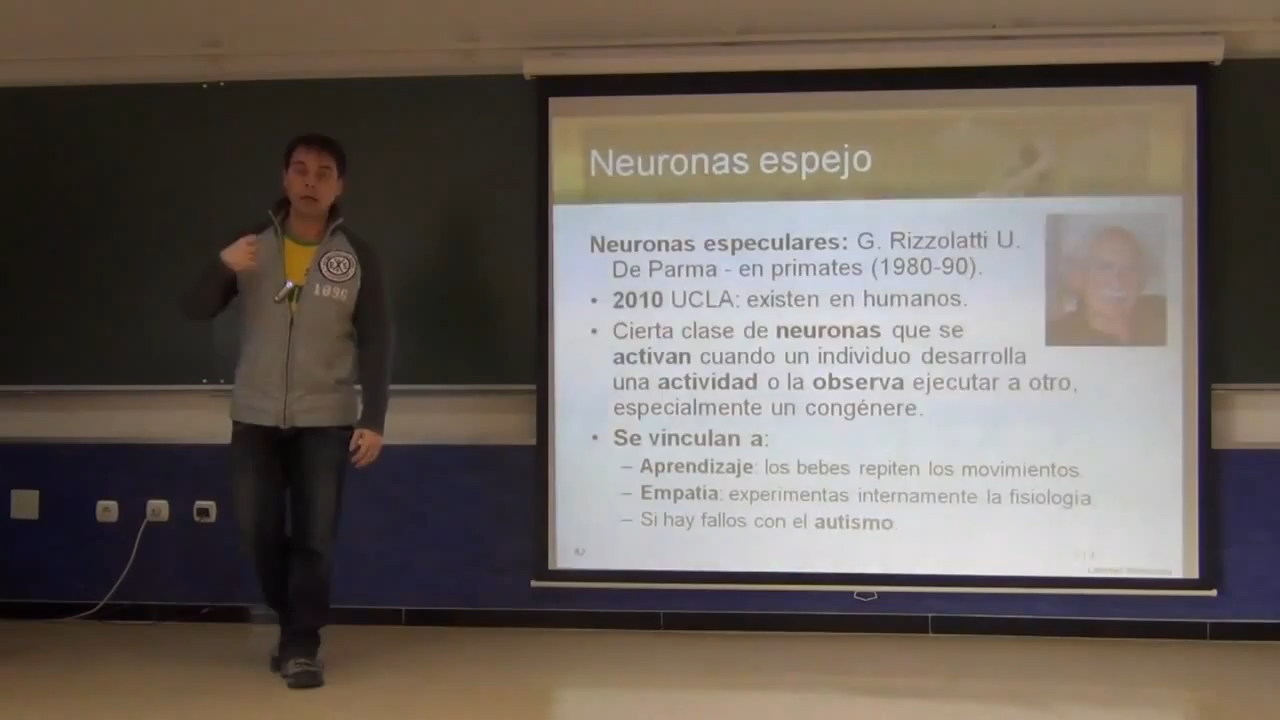 Neuronas espejo
Neuronas especulares: G. Rizzolatti U.
De Parma - en primates (1980-90).
• 2010 UCLA: existen en humanos.
• Cierta clase de neuronas que se
activan cuando un individuo desarrolla
una actividad o la observa ejecutar a otro,
especialmente un congénere.
• Se vinculan a:
– Aprendizaje: los bebes repiten los movimientos.
– Empatia: experimentas internamente la fisiologia
– Si hay fallos con el autismo.
1896